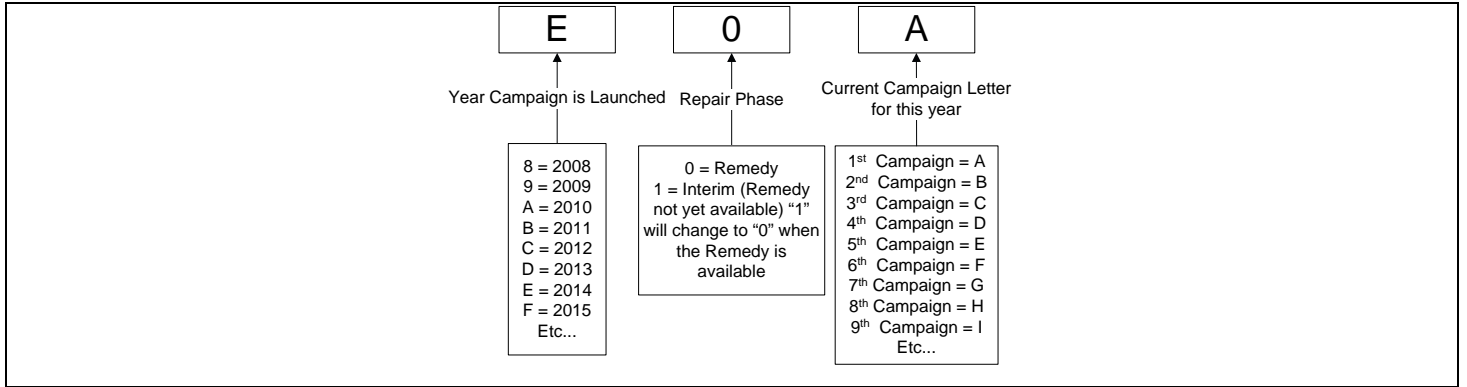 E
0
A
Year Campaign is Launched
Repair Phase
Current Campaign Letter
for this year
8 = 2008
9 = 2009
A = 2010
B = 2011
C = 2012
D = 2013
E = 2014
F = 2015
Etc...
0 = Remedy
1 = Interim (Remedy
not yet available) “1”
will change to “0” when
the Remedy is
available
1st Campaign = A
2nd Campaign = B
3rd Campaign = C
4th Campaign = D
5th Campaign = E
6th Campaign = F
7th Campaign = G
8th Campaign = H
9th Campaign = I
Etc...